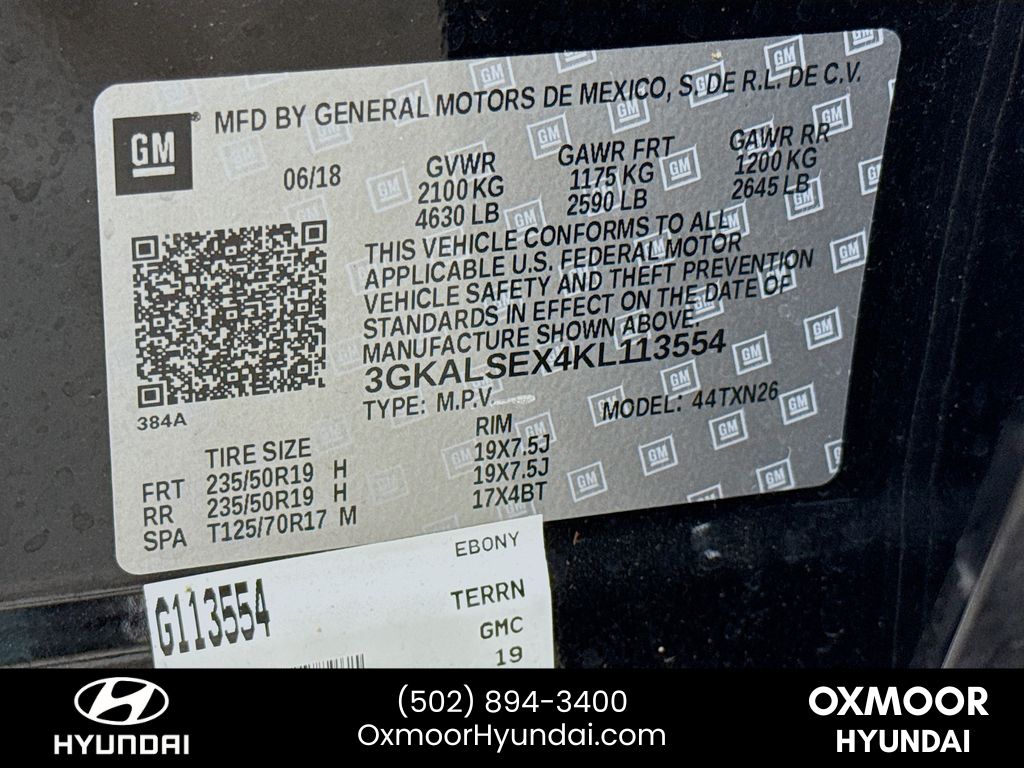 GM
MFD BY GENERAL MOTORS DE MEXICO, S. DE R.L. DE C.V.
06/18
GVWR GAWR FRT GAWR RR
2100 KG 1175 KG 1200 KG
4630 LB 2590 LB 2645 LB
THIS VEHICLE CONFORMS TO ALL
APPLICABLE U.S. FEDERAL MOTOR
VEHICLE SAFETY AND THEFT PREVENTION
STANDARDS IN EFFECT ON THE DATE OF
MANUFACTURE SHOWN ABOVE.
3GKALSEX4KL113554
TYPE: M.P.V. MODEL: 44TXN26
384A
TIRE SIZE RIM
FRT 235/50R19 H 19X7.5J
RR 235/50R19 H 19X7.5J
SPA T125/70R17 M 17X4BT
EBONY
G113554 TERRN
GMC
19
HYUNDAI
(502) 894-3400
OxmoorHyundai.com
OXMOOR
HYUNDAI